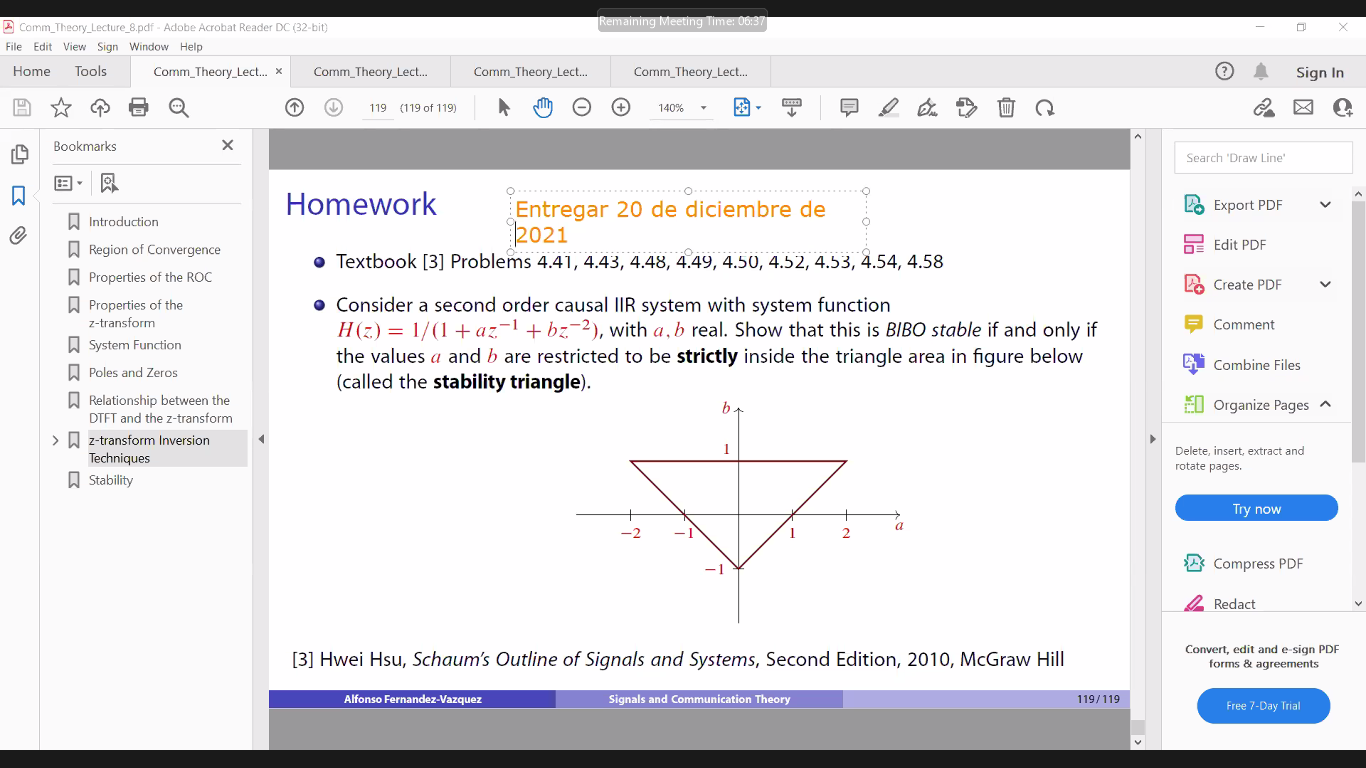 Remaining Meeting Time: 06:37
Comm_Theory_Lecture_8.pdf - Adobe Acrobat Reader DC (32-bit)
File Edit View Sign Window Help
Home Tools Comm_Theory_Lect... × Comm_Theory_Lect... Comm_Theory_Lect... Comm_Theory_Lect... Sign In
119 (119 of 119) 140%
Bookmarks
Introduction
Region of Convergence
Properties of the ROC
Properties of the
z-transform
System Function
Poles and Zeros
Relationship between the
DTFT and the z-transform
z-transform Inversion
Techniques
Stability
Homework
Entregar 20 de diciembre de
2021
Textbook [3] Problems 4.41, 4.43, 4.48, 4.49, 4.50, 4.52, 4.53, 4.54, 4.58
Consider a second order causal IIR system with system function
H(z) = 1/(1 + az⁻¹ + bz⁻²), with a, b real. Show that this is BIBO stable if and only if
the values a and b are restricted to be strictly inside the triangle area in figure below
(called the stability triangle).
b
1
−2 −1 1 2 a
−1
[3] Hwei Hsu, Schaum's Outline of Signals and Systems, Second Edition, 2010, McGraw Hill
Alfonso Fernandez-Vazquez Signals and Communication Theory 119 / 119
Search 'Draw Line'
Export PDF
Edit PDF
Create PDF
Comment
Combine Files
Organize Pages
Delete, insert, extract and
rotate pages.
Try now
Compress PDF
Redact
Convert, edit and e-sign PDF
forms & agreements
Free 7-Day Trial